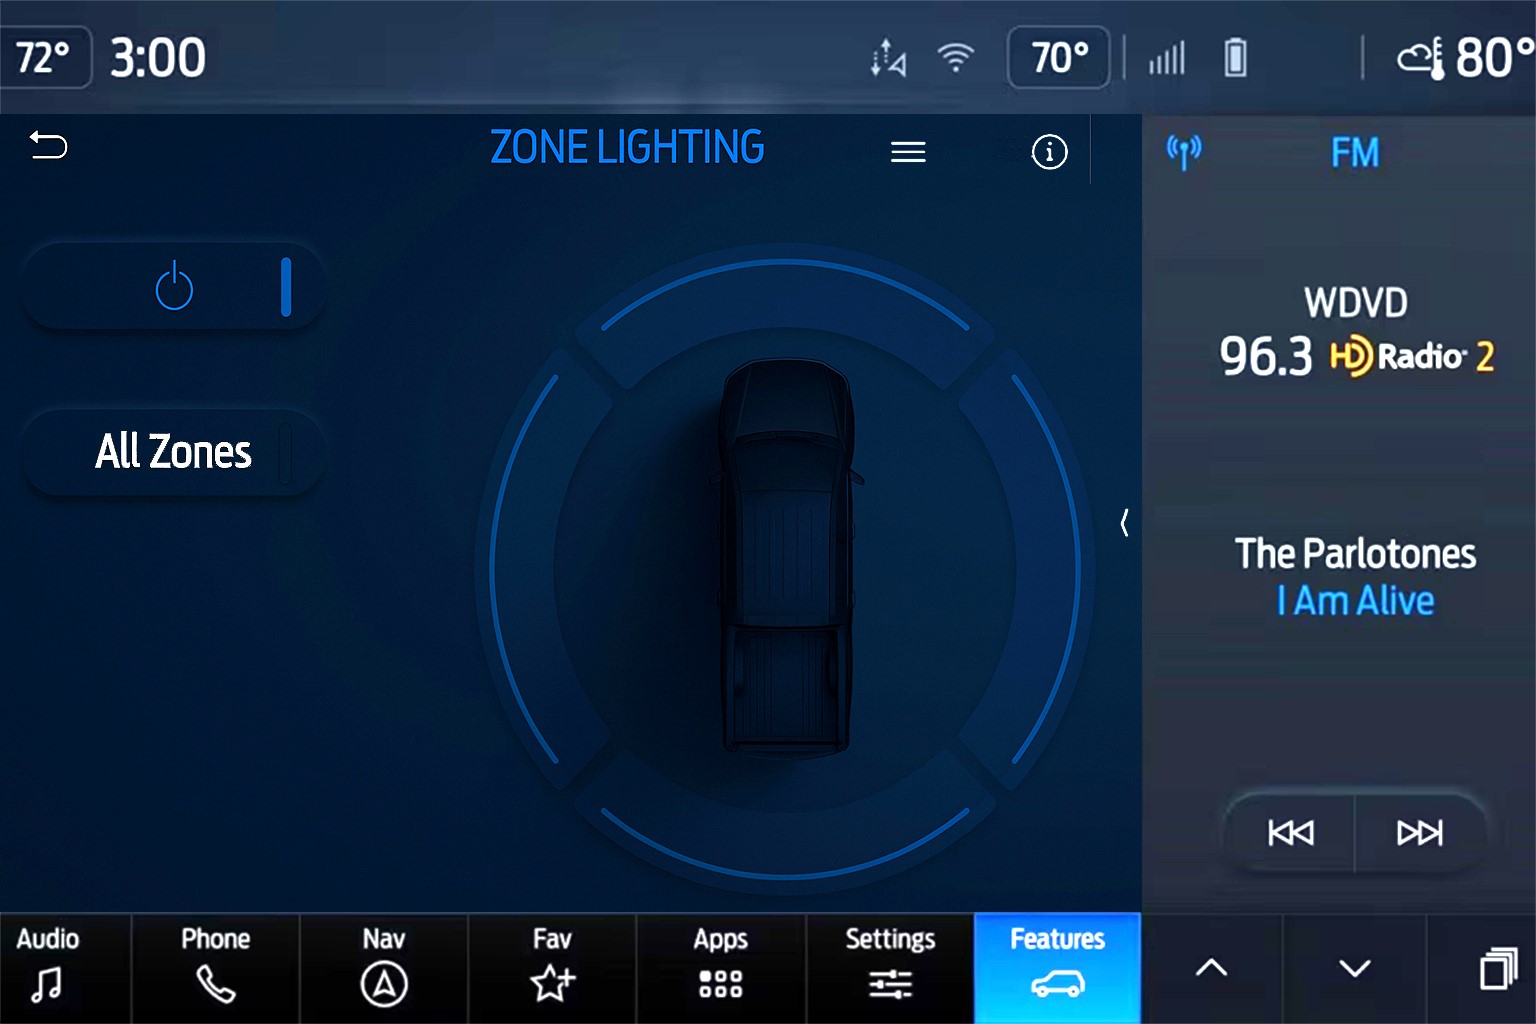 72° 3:00 70° 80°
ZONE LIGHTING
All Zones
FM
WDVD
96.3 HD Radio 2
The Parlotones
I Am Alive
Audio Phone Nav Fav Apps Settings Features